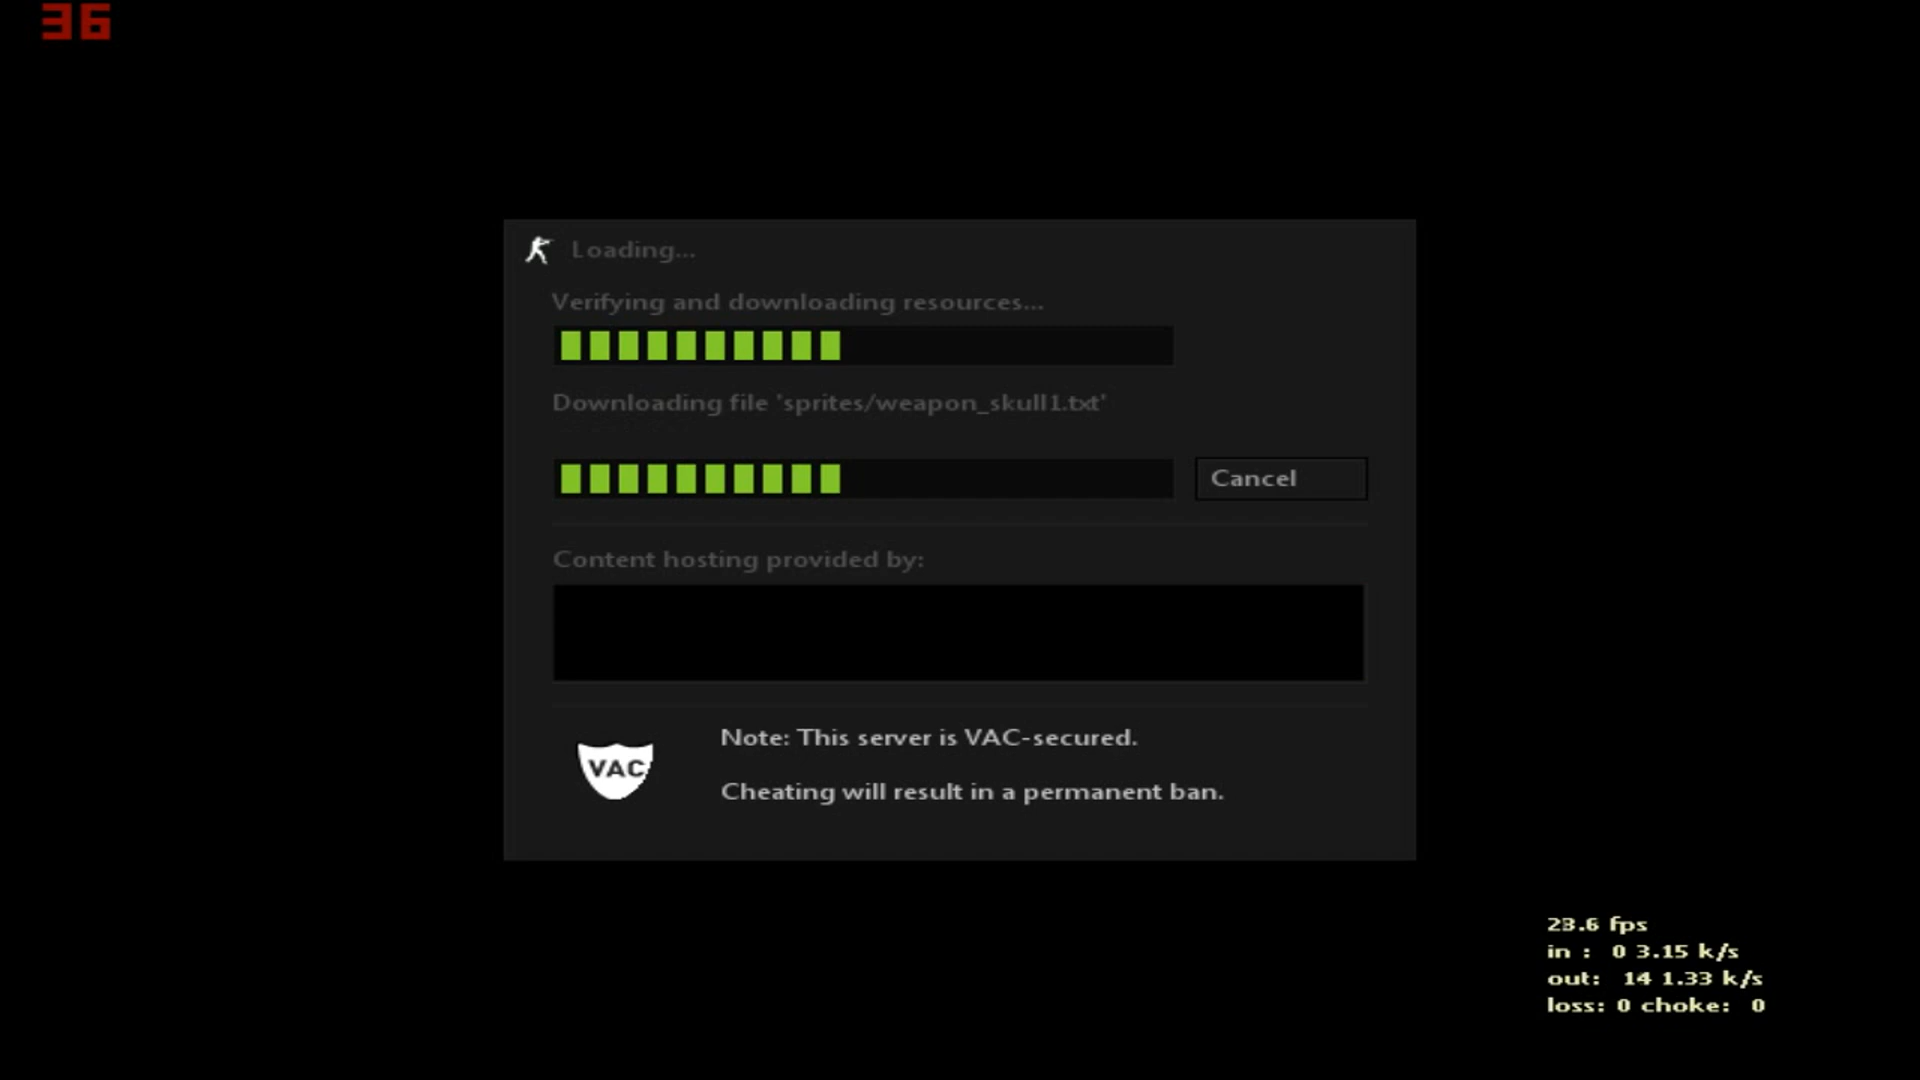 36
Loading...
Verifying and downloading resources...
Downloading file 'sprites/weapon_skull1.txt'
Cancel
Content hosting provided by:
VAC
Note: This server is VAC-secured.
Cheating will result in a permanent ban.
23.6 fps
in : 0 3.15 k/s
out: 14 1.33 k/s
loss: 0 choke: 0